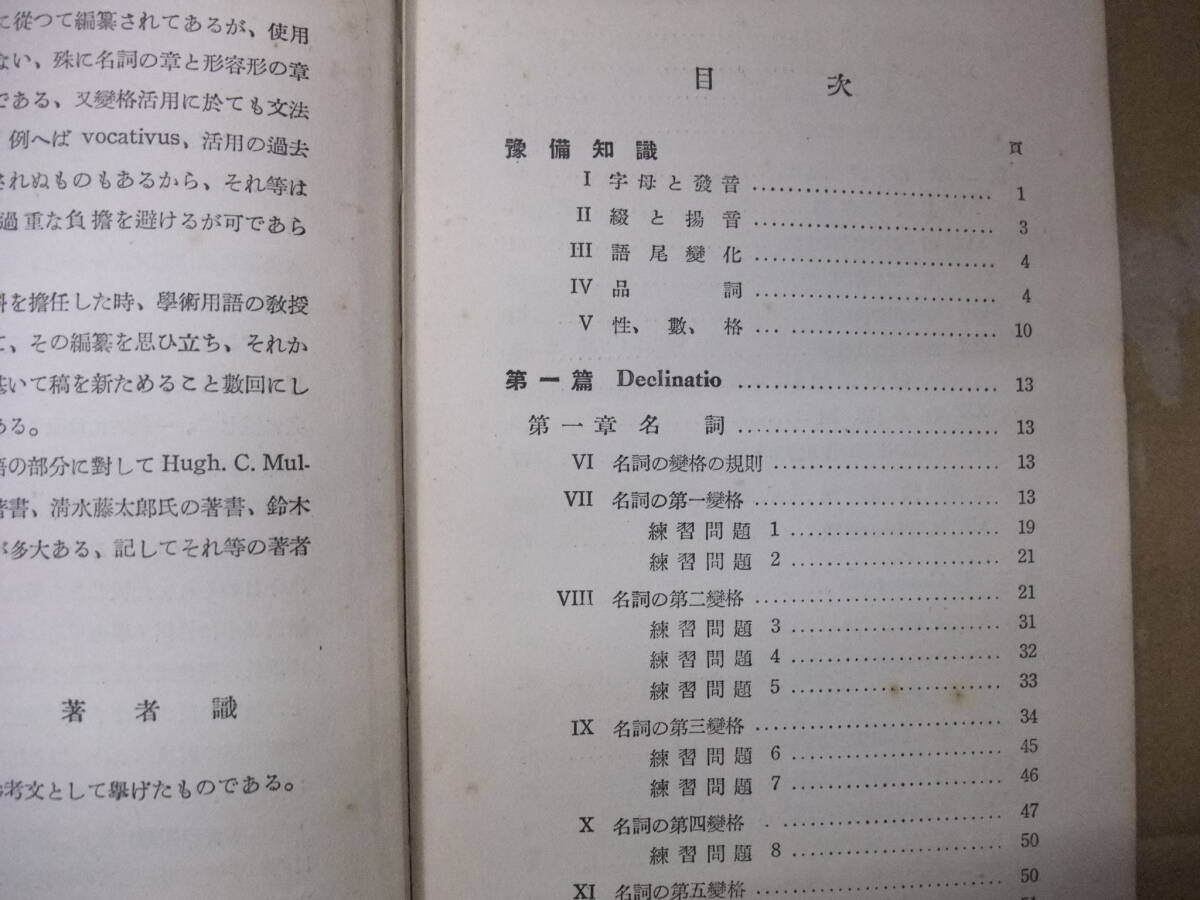 に從つて編纂されてあるが、使用
ない、殊に名詞の章と形容形の章
である、又變格活用に於ても文法
例へば vocativus、活用の過去
されぬものもあるから、それ等は
過重な負擔を避けるが可であら
科を擔任した時、學術用語の敎授
て、その編纂を思ひ立ち、それか
基いて稿を新ためること數回にし
ある。
語の部分に對して Hugh. C. Mul-
著書、淸水藤太郎氏の著書、鈴木
が多大ある、記してそれ等の著者
著者識
考文として擧げたものである。
目次
豫備知識 頁
I 字母と發音 1
II 綴と揚音 3
III 語尾變化 4
IV 品詞 4
V 性、數、格 10
第一篇 Declinatio 13
第一章 名詞 13
VI 名詞の變格の規則 13
VII 名詞の第一變格 13
練習問題 1 19
練習問題 2 21
VIII 名詞の第二變格 21
練習問題 3 31
練習問題 4 32
練習問題 5 33
IX 名詞の第三變格 34
練習問題 6 45
練習問題 7 46
X 名詞の第四變格 47
練習問題 8 50
XI 名詞の第五變格 50